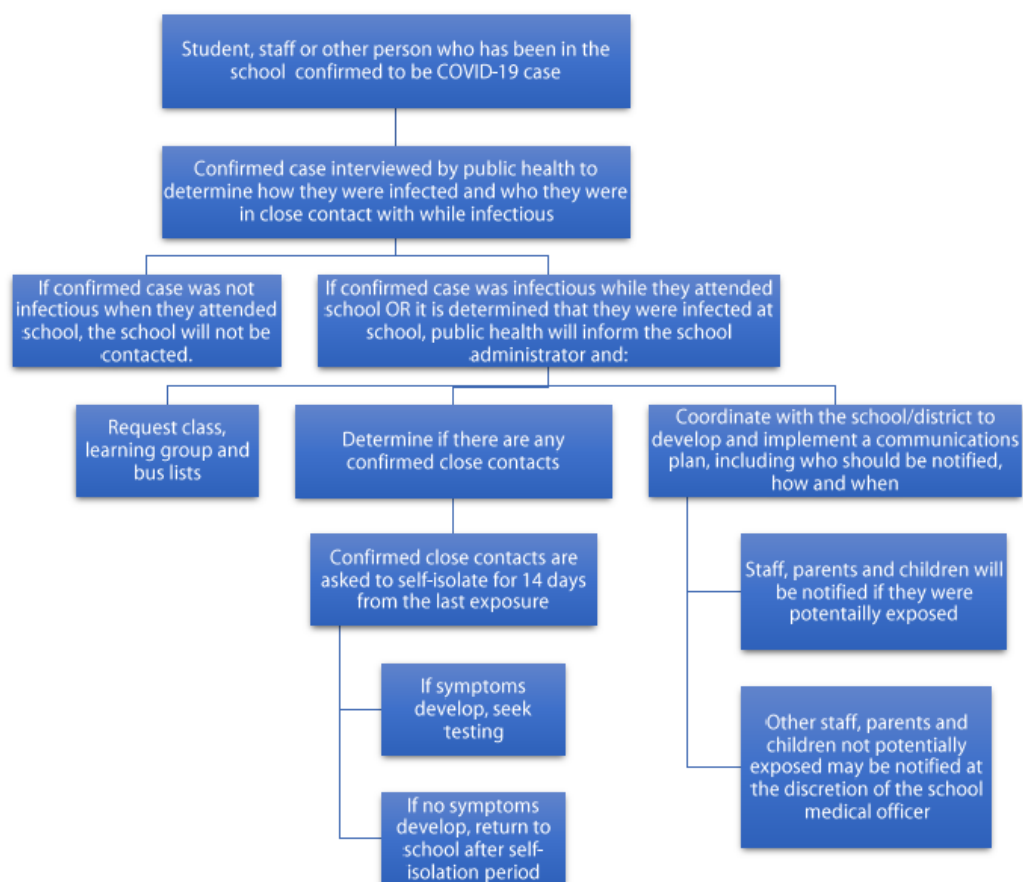 Student, staff or other person who has been in the
school confirmed to be COVID-19 case
Confirmed case interviewed by public health to
determine how they were infected and who they were
in close contact with while infectious
If confirmed case was not
infectious when they attended
school, the school will not be
contacted.
If confirmed case was infectious while they attended
school OR it is determined that they were infected at
school, public health will inform the school
administrator and:
Request class,
learning group and
bus lists
Determine if there are any
confirmed close contacts
Confirmed close contacts are
asked to self-isolate for 14 days
from the last exposure
If symptoms
develop, seek
testing
If no symptoms
develop, return to
school after self-
isolation period
Coordinate with the school/district to
develop and implement a communications
plan, including who should be notified,
how and when
Staff, parents and children will
be notified if they were
potentailly exposed
Other staff, parents and
children not potentially
exposed may be notified at
the discretion of the school
medical officer